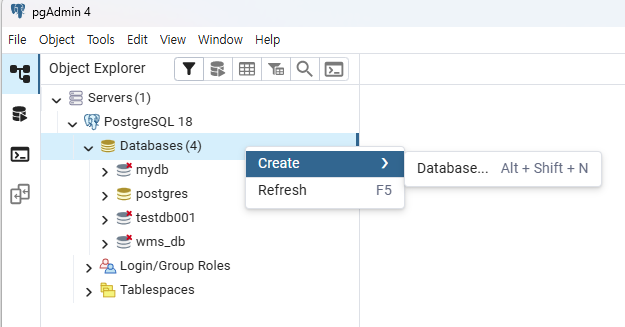 pgAdmin 4
File Object Tools Edit View Window Help
Object Explorer
Servers (1)
PostgreSQL 18
Databases (4)
Create
Database... Alt + Shift + N
mydb
Refresh F5
postgres
testdb001
wms_db
Login/Group Roles
Tablespaces